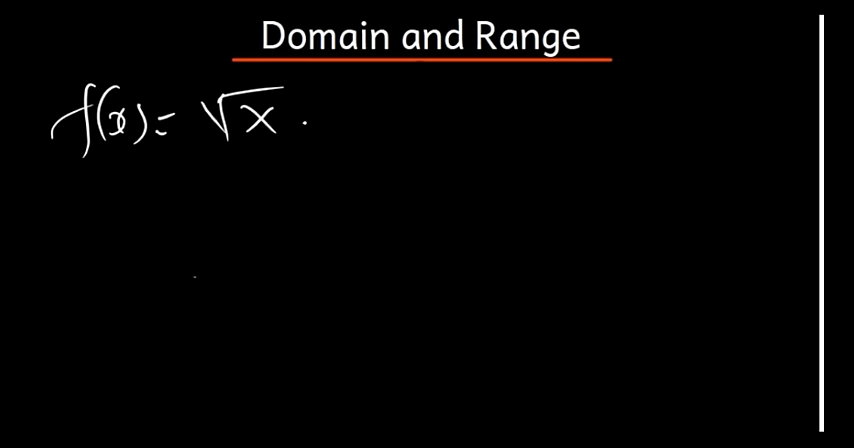 Domain and Range
f(x) = √x .